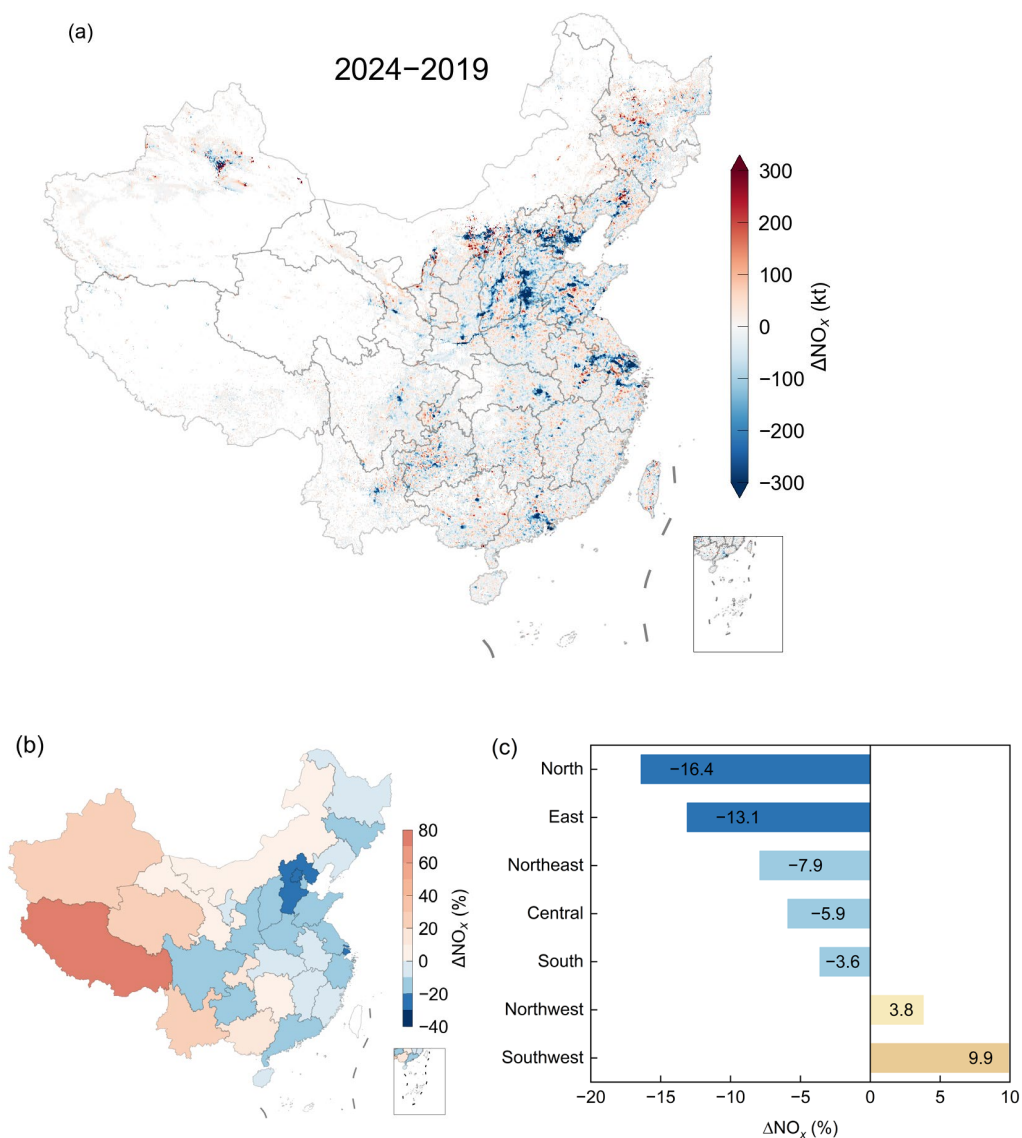 (a)
2024−2019
300
200
100
0
−100
−200
−300
ΔNOₓ (kt)
(b)
80
60
40
20
0
−20
−40
ΔNOₓ (%)
(c)
North
−16.4
East
−13.1
Northeast
−7.9
Central
−5.9
South
−3.6
Northwest
3.8
Southwest
9.9
−20 −15 −10 −5 0 5 10
ΔNOₓ (%)